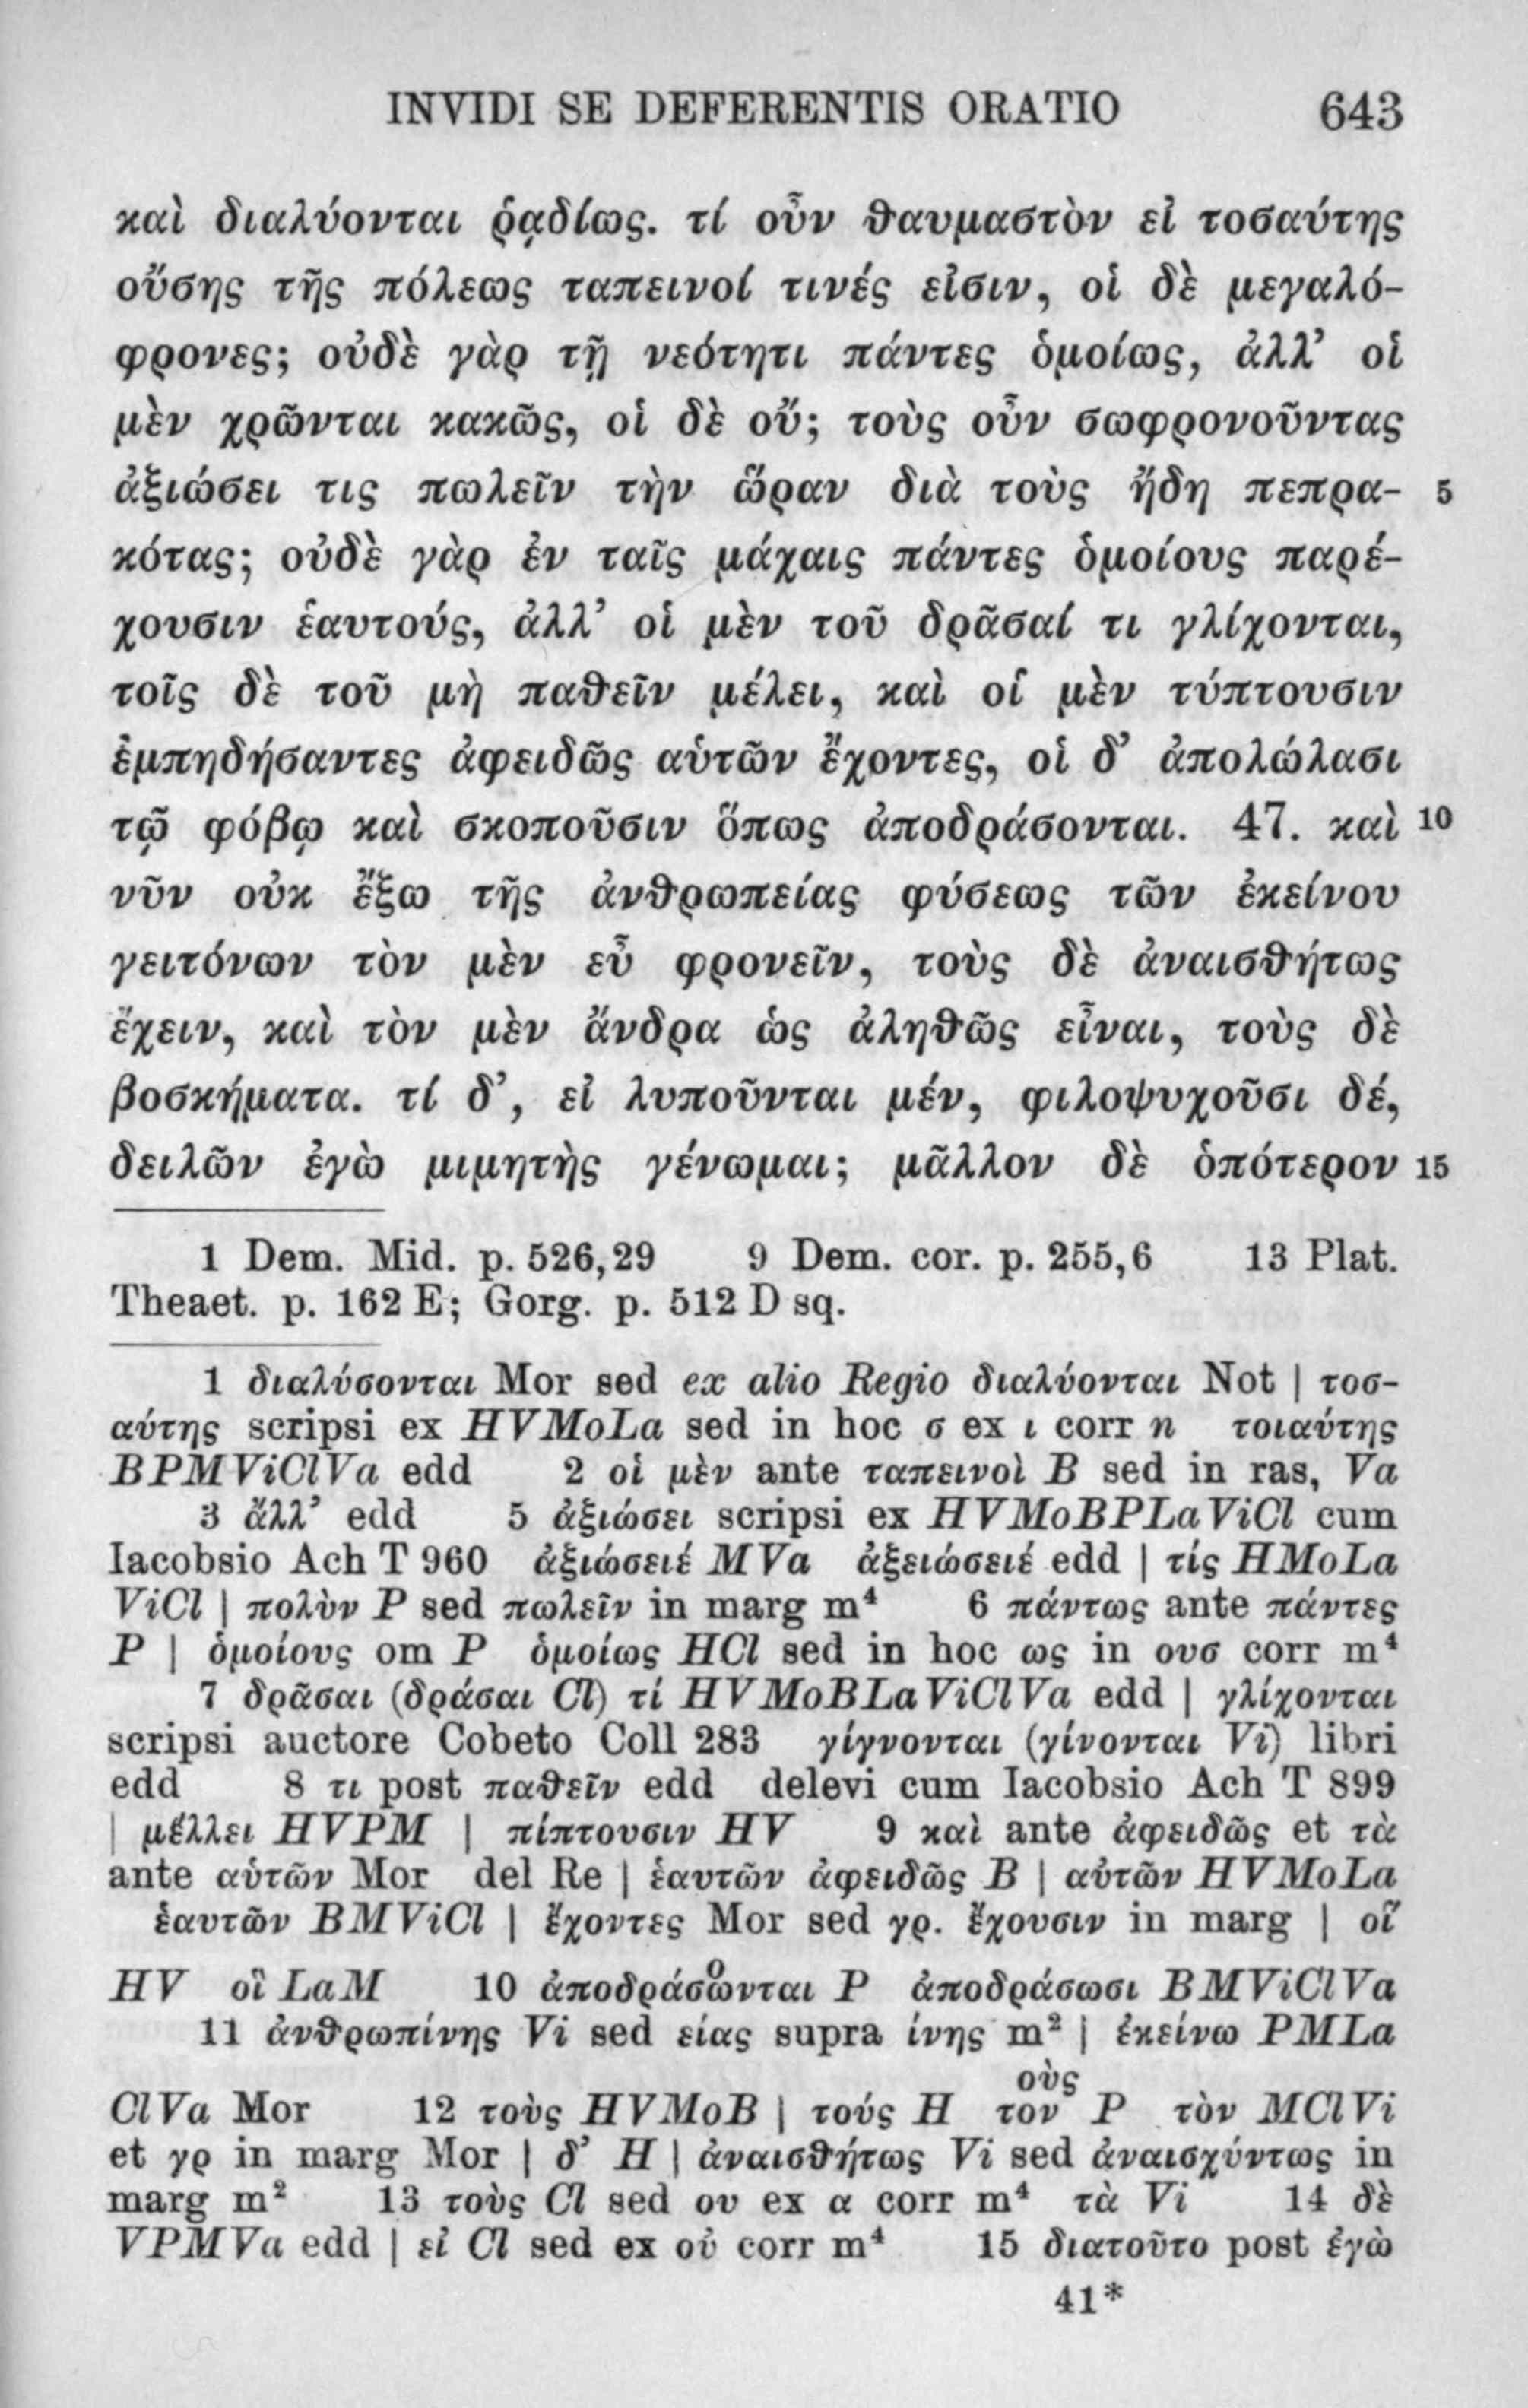 INVIDI SE DEFERENTIS ORATIO 643
καὶ διαλύονται ῥᾳδίως. τί οὖν θαυμαστὸν εἰ τοσαύτης
οὔσης τῆς πόλεως ταπεινοί τινές εἰσιν, οἱ δὲ μεγαλό-
φρονες; οὐδὲ γὰρ τῇ νεότητι πάντες ὁμοίως, ἀλλ’ οἱ
μὲν χρῶνται κακῶς, οἱ δὲ οὔ; τοὺς οὖν σωφρονοῦντας
ἀξιώσει τις πωλεῖν τὴν ὥραν διὰ τοὺς ἤδη πεπρα- 5
κότας; οὐδὲ γὰρ ἐν ταῖς μάχαις πάντες ὁμοίους παρέ-
χουσιν ἑαυτούς, ἀλλ’ οἱ μὲν τοῦ δρᾶσαί τι γλίχονται,
τοῖς δὲ τοῦ μὴ παθεῖν μέλει, καὶ οἱ μὲν τύπτουσιν
ἐμπηδήσαντες ἀφειδῶς αὑτῶν ἔχοντες, οἱ δ’ ἀπολώλασι
τῷ φόβῳ καὶ σκοποῦσιν ὅπως ἀποδράσονται. 47. καὶ 10
νῦν οὐκ ἔξω τῆς ἀνθρωπείας φύσεως τῶν ἐκείνου
γειτόνων τὸν μὲν εὖ φρονεῖν, τοὺς δὲ ἀναισθήτως
ἔχειν, καὶ τὸν μὲν ἄνδρα ὡς ἀληθῶς εἶναι, τοὺς δὲ
βοσκήματα. τί δ’, εἰ λυποῦνται μέν, φιλοψυχοῦσι δέ,
δειλῶν ἐγὼ μιμητὴς γένωμαι; μᾶλλον δὲ ὁπότερον 15
1 Dem. Mid. p. 526,29 9 Dem. cor. p. 255,6 13 Plat.
Theaet. p. 162 E; Gorg. p. 512 D sq.
1 διαλύσονται Mor sed ex alio Regio διαλύονται Not | τοσ-
αύτης scripsi ex HVMoLa sed in hoc σ ex ι corr n τοιαύτης
BPMViClVa edd 2 οἱ μὲν ante ταπεινοὶ B sed in ras, Va
3 ἄλλ’ edd 5 ἀξιώσει scripsi ex HVMoBPLaViCl cum
Iacobsio Ach T 960 ἀξιώσειέ MVa ἀξειώσειέ edd | τίς HMoLa
ViCl | πολὺν P sed πωλεῖν in marg m⁴ 6 πάντως ante πάντες
P | ὁμοίους om P ὁμοίως HCl sed in hoc ως in ουσ corr m⁴
7 δρᾶσαι (δράσαι Cl) τί HVMoBLaViClVa edd | γλίχονται
scripsi auctore Cobeto Coll 283 γίγνονται (γίνονται Vi) libri
edd 8 τι post παθεῖν edd delevi cum Iacobsio Ach T 899
| μέλλει HVPM | πίπτουσιν HV 9 καὶ ante ἀφειδῶς et τὰ
ante αὑτῶν Mor del Re | ἑαυτῶν ἀφειδῶς B | αὐτῶν HVMoLa
ἑαυτῶν BMViCl | ἔχοντες Mor sed γρ. ἔχουσιν in marg | οἵ
HV οἳ LaM 10 ἀποδράσωνται P ἀποδράσωσι BMViClVa
11 ἀνθρωπίνης Vi sed είας supra ίνης m² | ἐκείνω PMLa
οὺς
ClVa Mor 12 τοὺς HVMoB | τούς H τον P τὸν MClVi
et γρ in marg Mor | δ’ H | ἀναισθήτως Vi sed ἀναισχύντως in
marg m² 13 τοὺς Cl sed ου ex α corr m⁴ τὰ Vi 14 δὲ
VPMVa edd | εἰ Cl sed ex οὐ corr m⁴ 15 διατοῦτο post ἐγὼ
41*